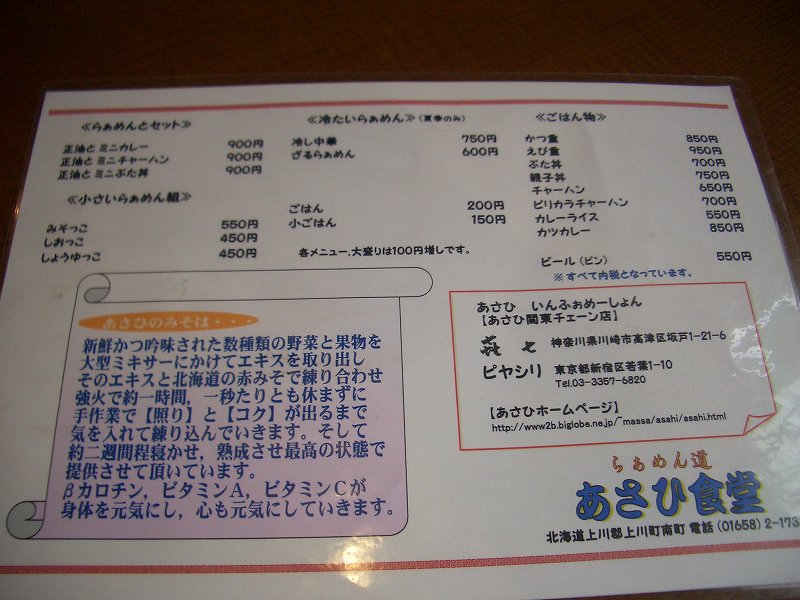 ≪らぁめんとセット≫
正油とミニカレー 900円
正油とミニチャーハン 900円
正油とミニぶた丼 900円
≪小さいらぁめん組≫
みそっこ 550円
しおっこ 450円
しょうゆっこ 450円
≪冷たいらぁめん≫(夏季のみ)
冷し中華 750円
ざるらぁめん 600円
ごはん 200円
小ごはん 150円
各メニュー、大盛りは100円増しです。
≪ごはん物≫
かつ重 850円
えび重 950円
ぶた丼 700円
親子丼 750円
チャーハン 650円
ピリカラチャーハン 700円
カレーライス 550円
カツカレー 850円
ビール(ビン) 550円
※すべて内税となっています。
あさひのみそは・・・
新鮮かつ吟味された数種類の野菜と果物を
大型ミキサーにかけてエキスを取り出し
そのエキスと北海道の赤みそで練り合わせ
強火で約一時間，一秒たりとも休まずに
手作業で【照り】と【コク】が出るまで
気を入れて練り込んでいきます。そして
約二週間程寝かせ，熟成させ最高の状態で
提供させて頂いています。
βカロチン，ビタミンA，ビタミンCが
身体を元気にし，心も元気にしていきます。
あさひ いんふぉめーしょん
【あさひ関東チェーン店】
㐂 七 神奈川県川崎市高津区坂戸1-21-6
ピヤシリ 東京都新宿区若葉1-10
Tel.03-3357-6820
【あさひホームページ】
http://www2b.biglobe.ne.jp/~massa/asahi/asahi.html
らぁめん道
あさひ食堂
北海道上川郡上川町南町 電話(01658)2-173